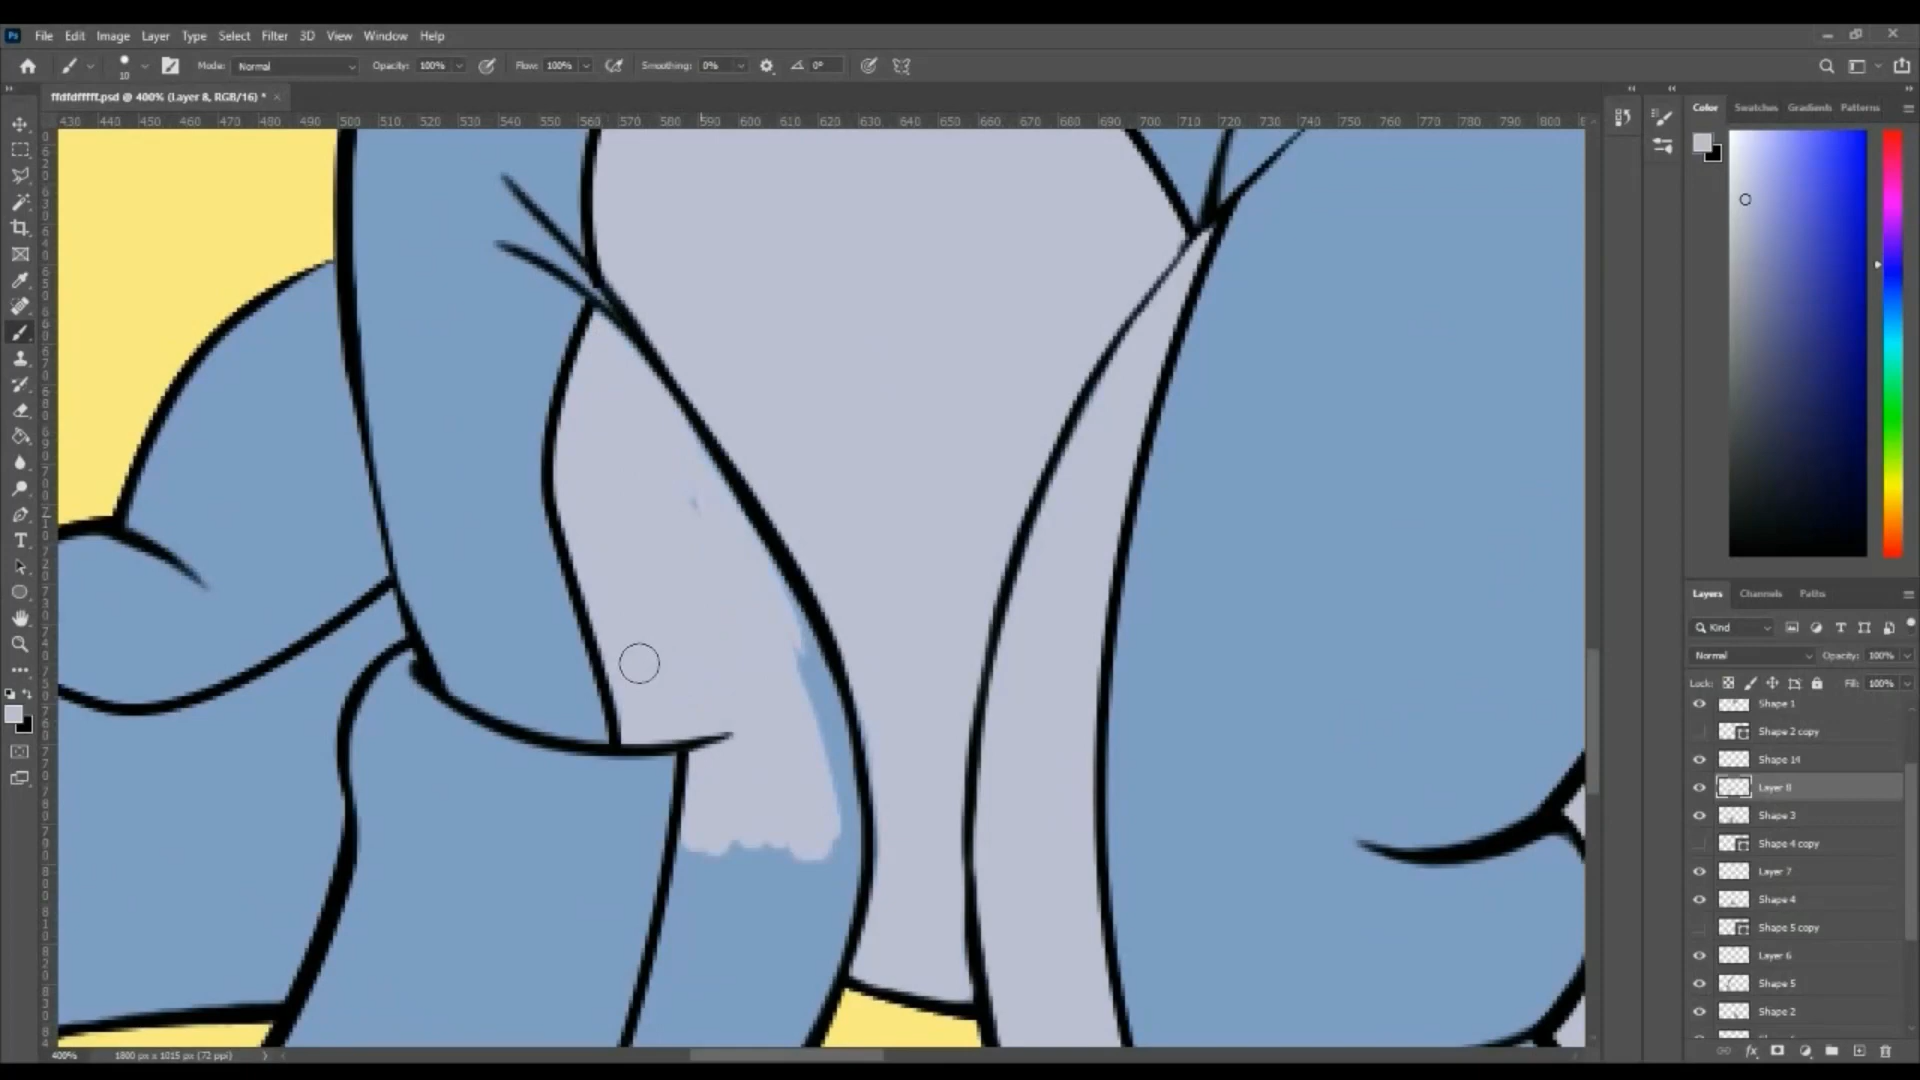 Ps File Edit Image Layer Type Select Filter 3D View Window Help
10 Mode: Normal Opacity: 100% Flow: 100% Smoothing: 0% 0°
ffdfdfffff.psd @ 400% (Layer 8, RGB/16) * ×
430 440 450 460 470 480 490 500 510 520 530 540 550 560 570 580 590 600 610 620 630 640 650 660 670 680 690 700 710 720 730 740 750 760 770 780 790 800
Color Swatches Gradients Patterns
Layers Channels Paths
Kind
Normal Opacity: 100%
Lock: Fill: 100%
Shape 1
Shape 2 copy
Shape 14
Layer 8
Shape 3
Shape 4 copy
Layer 7
Shape 4
Shape 5 copy
Layer 6
Shape 5
Shape 2
400% 1800 px x 1015 px (72 ppi)